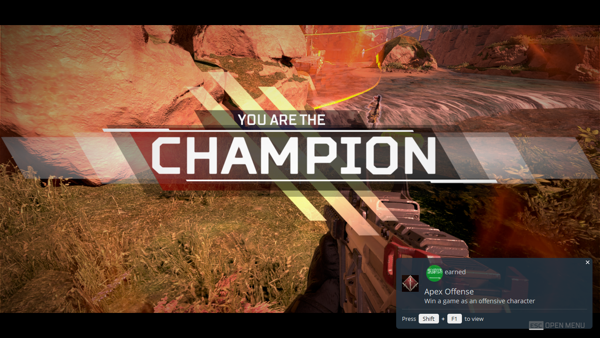 YOU ARE THE
CHAMPION
earned
Apex Offense
Win a game as an offensive character
Press Shift + F1 to view
ESC OPEN MENU